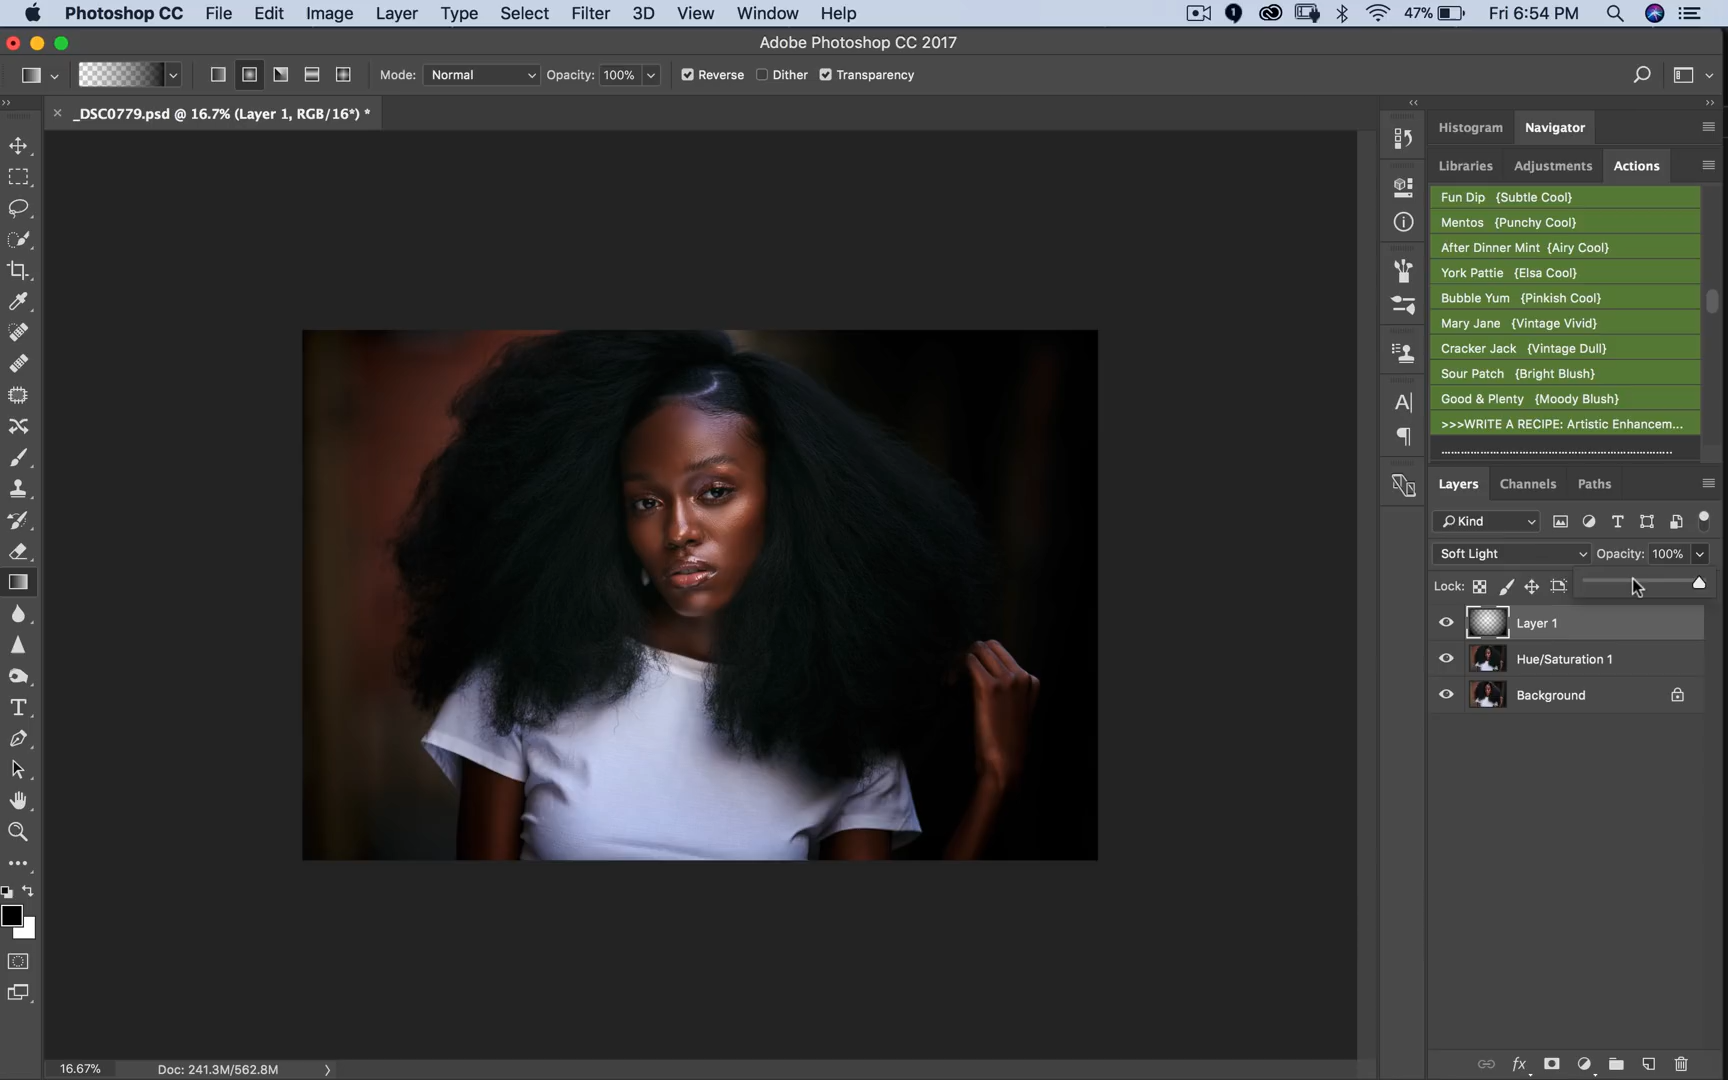 Photoshop CC File Edit Image Layer Type Select Filter 3D View Window Help 47% Fri 6:54 PM
Adobe Photoshop CC 2017
Mode: Normal Opacity: 100% Reverse Dither Transparency
_DSC0779.psd @ 16.7% (Layer 1, RGB/16*) *
Histogram Navigator
Libraries Adjustments Actions
Fun Dip {Subtle Cool}
Mentos {Punchy Cool}
After Dinner Mint {Airy Cool}
York Pattie {Elsa Cool}
Bubble Yum {Pinkish Cool}
Mary Jane {Vintage Vivid}
Cracker Jack {Vintage Dull}
Sour Patch {Bright Blush}
Good & Plenty {Moody Blush}
>>>WRITE A RECIPE: Artistic Enhancem...
Layers Channels Paths
Kind
Soft Light Opacity: 100%
Lock:
Layer 1
Hue/Saturation 1
Background
16.67% Doc: 241.3M/562.8M